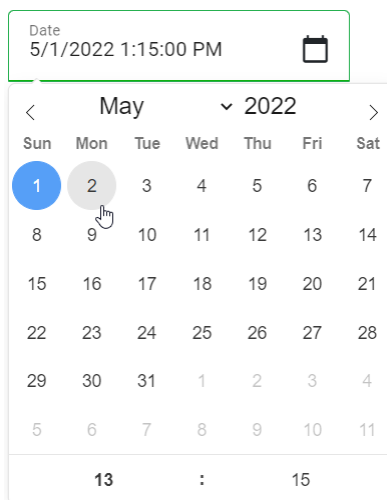 Date
5/1/2022 1:15:00 PM
May 2022
Sun Mon Tue Wed Thu Fri Sat
1 2 3 4 5 6 7
8 9 10 11 12 13 14
15 16 17 18 19 20 21
22 23 24 25 26 27 28
29 30 31 1 2 3 4
5 6 7 8 9 10 11
13 : 15